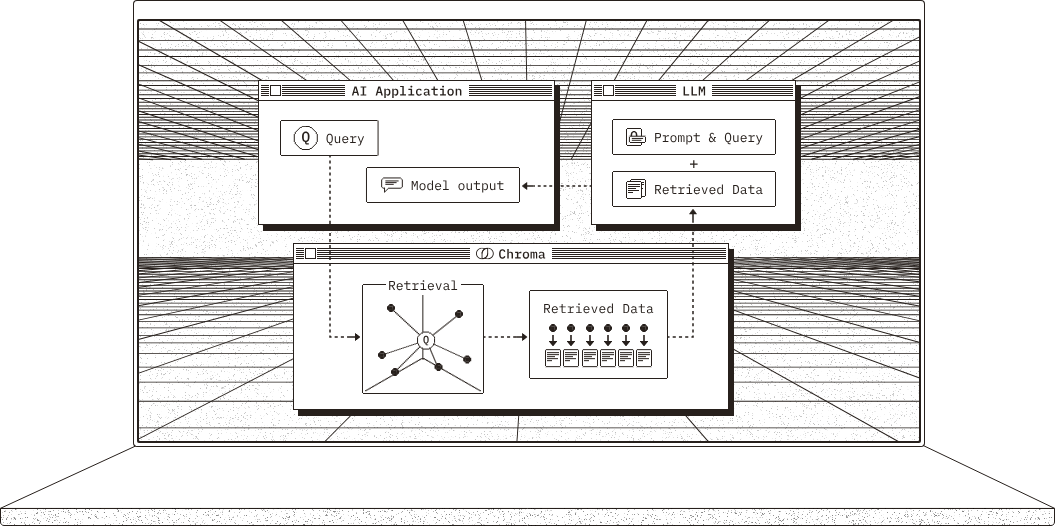 AI Application
Q Query
Model output
LLM
Prompt & Query
+
Retrieved Data
Chroma
Retrieval
Q
Retrieved Data